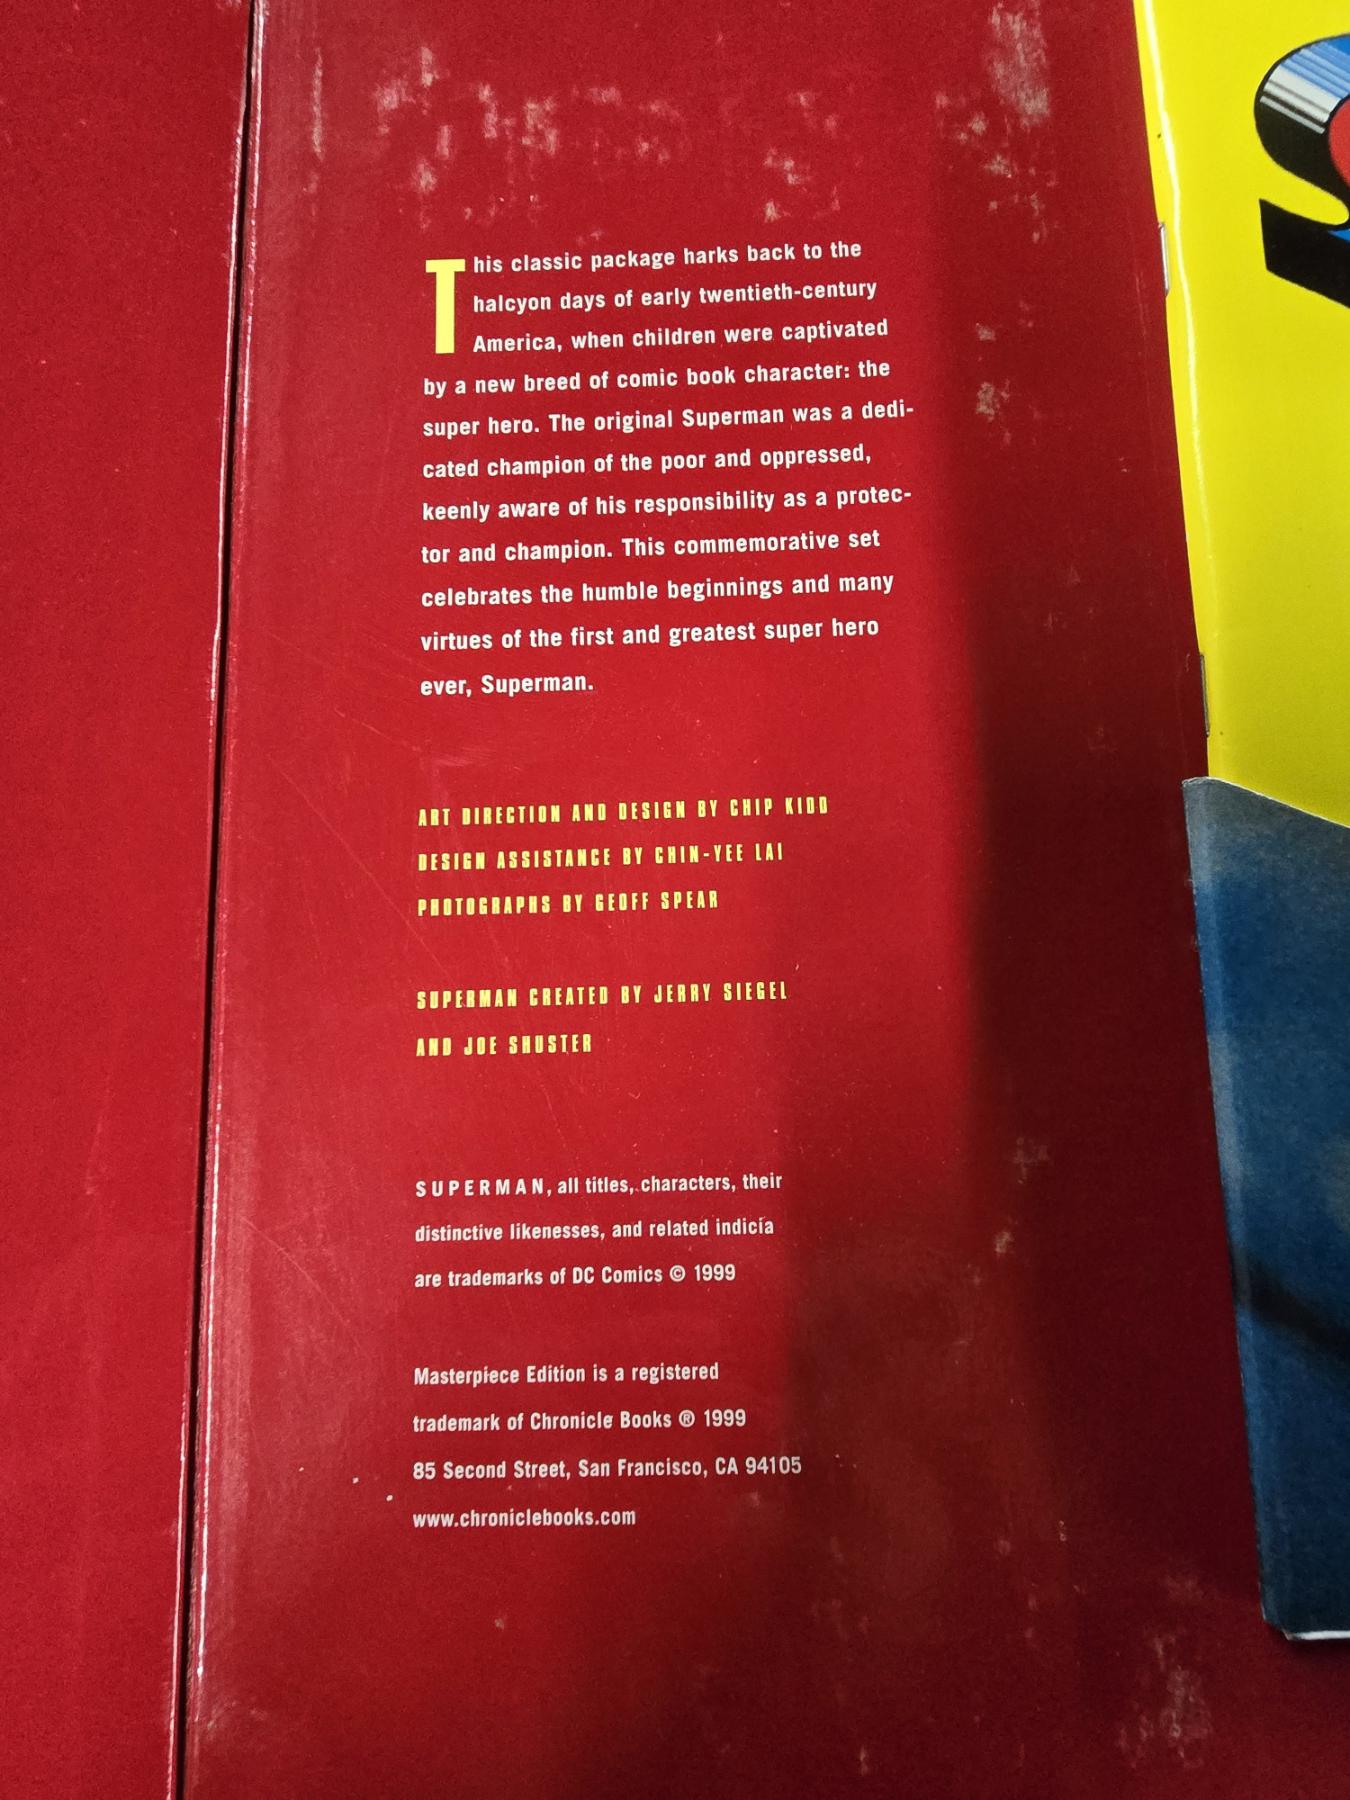 This classic package harks back to the
halcyon days of early twentieth-century
America, when children were captivated
by a new breed of comic book character: the
super hero. The original Superman was a dedi-
cated champion of the poor and oppressed,
keenly aware of his responsibility as a protec-
tor and champion. This commemorative set
celebrates the humble beginnings and many
virtues of the first and greatest super hero
ever, Superman.
ART DIRECTION AND DESIGN BY CHIP KIDD
DESIGN ASSISTANCE BY CHIN-YEE LAI
PHOTOGRAPHS BY GEOFF SPEAR
SUPERMAN CREATED BY JERRY SIEGEL
AND JOE SHUSTER
SUPERMAN, all titles, characters, their
distinctive likenesses, and related indicia
are trademarks of DC Comics © 1999
Masterpiece Edition is a registered
trademark of Chronicle Books ® 1999
85 Second Street, San Francisco, CA 94105
www.chroniclebooks.com